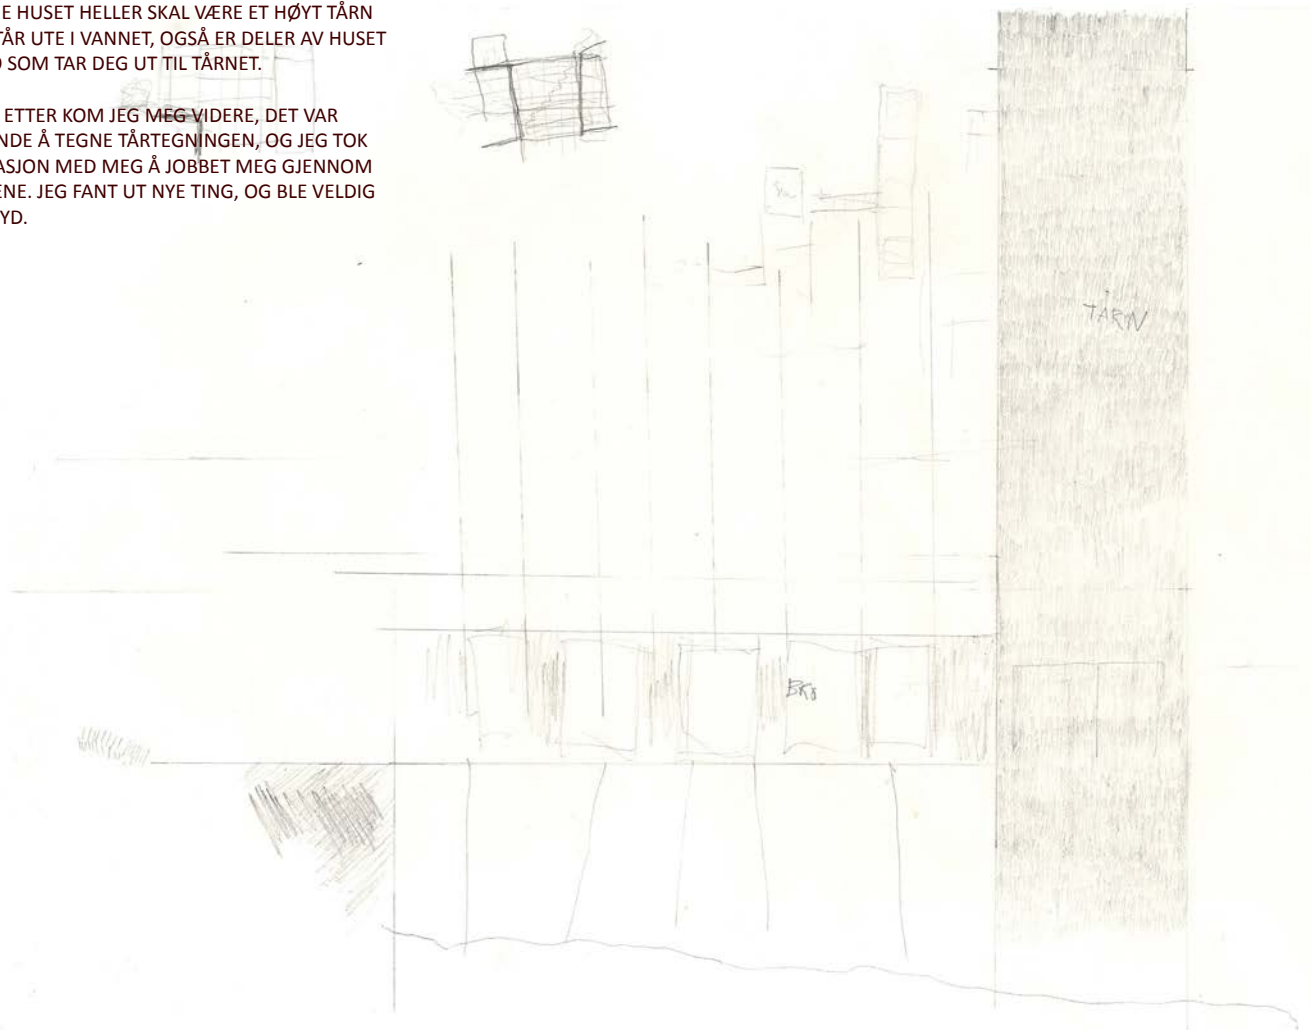 E HUSET HELLER SKAL VÆRE ET HØYT TÅRN
TÅR UTE I VANNET, OGSÅ ER DELER AV HUSET
SOM TAR DEG UT TIL TÅRNET.
ETTER KOM JEG MEG VIDERE, DET VAR
NDE Å TEGNE TÅRTEGNINGEN, OG JEG TOK
ASJON MED MEG Å JOBBET MEG GJENNOM
ENE. JEG FANT UT NYE TING, OG BLE VELDIG
YD.
TÅRN